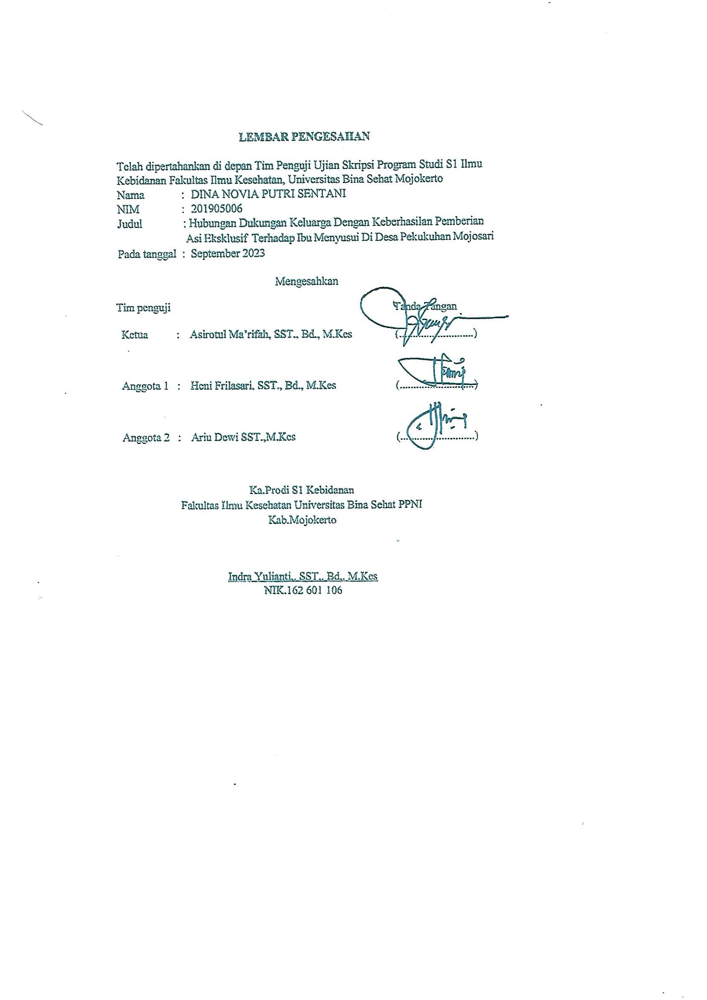 LEMBAR PENGESAHAN
Telah dipertahankan di depan Tim Penguji Ujian Skripsi Program Studi S1 Ilmu
Kebidanan Fakultas Ilmu Kesehatan, Universitas Bina Sehat Mojokerto
Nama : DINA NOVIA PUTRI SENTANI
NIM : 201905006
Judul : Hubungan Dukungan Keluarga Dengan Keberhasilan Pemberian
Asi Eksklusif Terhadap Ibu Menyusui Di Desa Pekukuhan Mojosari
Pada tanggal : September 2023
Mengesahkan
Tim penguji Tanda Tangan
Ketua : Asirotul Ma'rifah, SST., Bd., M.Kes (............................)
Anggota 1 : Heni Frilasari. SST., Bd., M.Kes (............................)
Anggota 2 : Ariu Dewi SST.,M.Kes (............................)
Ka.Prodi S1 Kebidanan
Fakultas Ilmu Kesehatan Universitas Bina Sehat PPNI
Kab.Mojokerto
Indra Yulianti,. SST,. Bd,. M.Kes
NIK.162 601 106